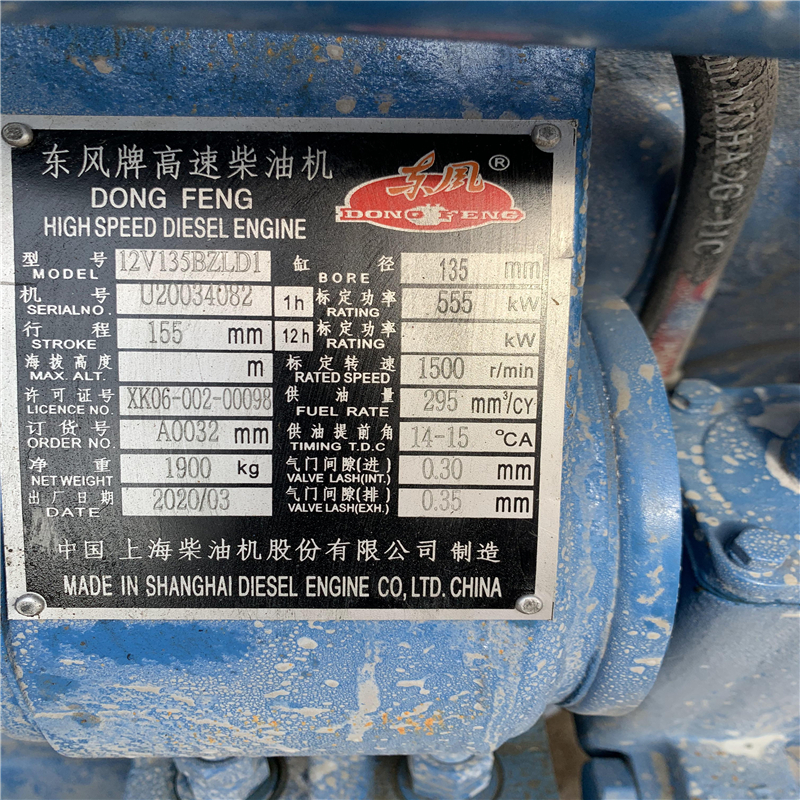 东风牌高速柴油机
DONG FENG
HIGH SPEED DIESEL ENGINE
东風 ®
DONG FENG
型号 MODEL 12V135BZLD1 缸径 BORE 135 mm
机号 SERIALNO. U20034082 1h 标定功率 RATING 555 kW
行程 STROKE 155 mm 12h 标定功率 RATING kW
海拔高度 MAX. ALT. m 标定转速 RATED SPEED 1500 r/min
许可证号 LICENCE NO. XK06-002-00098 供油量 FUEL RATE 295 mm³/CY
订货号 ORDER NO. A0032 mm 供油提前角 TIMING T.D.C 14-15 °CA
净重 NET WEIGHT 1900 kg 气门间隙(进) VALVE LASH(INT.) 0.30 mm
出厂日期 DATE 2020/03 气门间隙(排) VALVE LASH(EXH.) 0.35 mm
中国 上海柴油机股份有限公司 制造
MADE IN SHANGHAI DIESEL ENGINE CO,LTD. CHINA